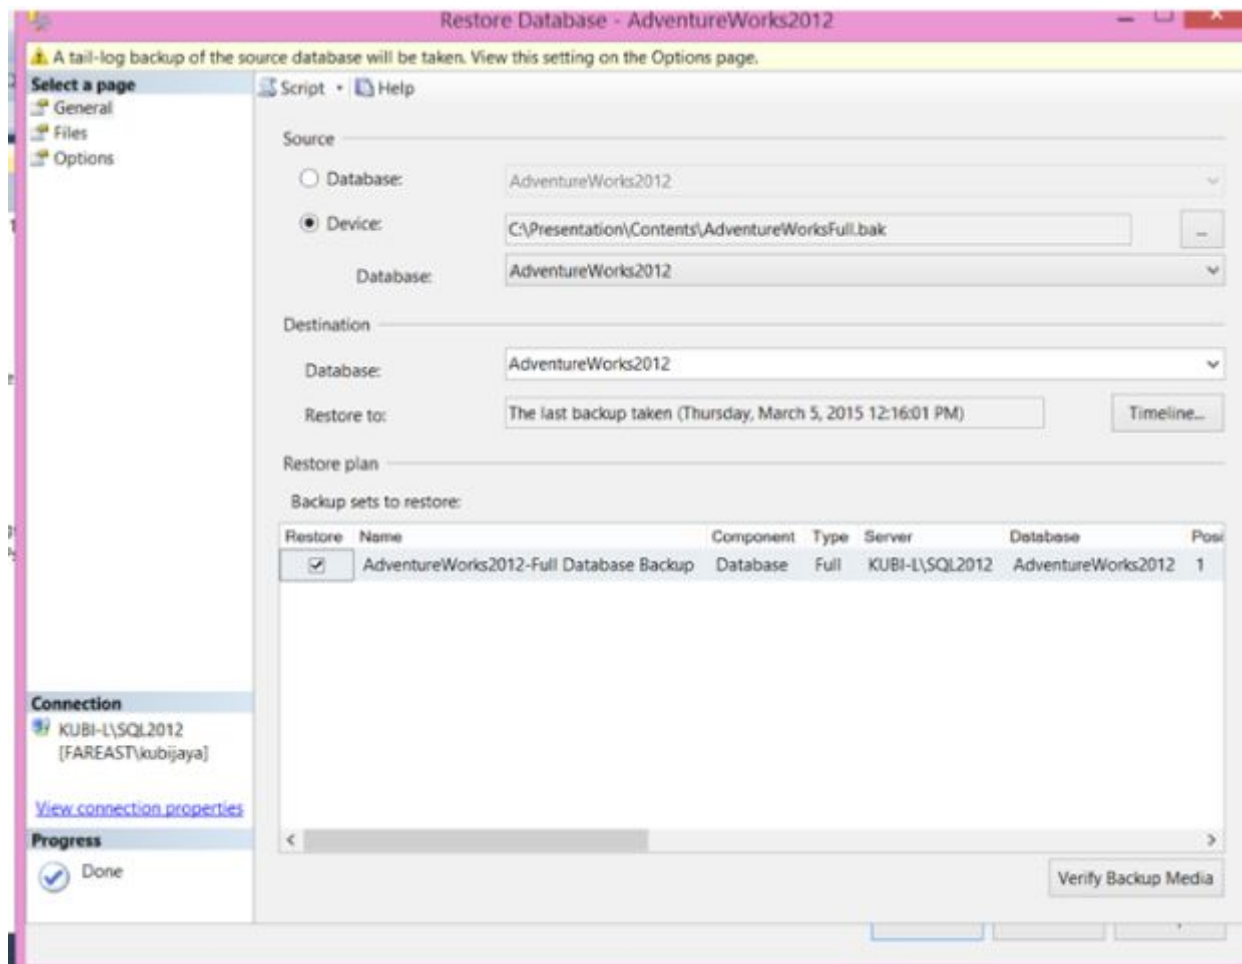 Restore Database - AdventureWorks2012
A tail-log backup of the source database will be taken. View this setting on the Options page.
Select a page
General
Files
Options
Script
Help
Source
Database:
AdventureWorks2012
Device:
C:\Presentation\Contents\AdventureWorksFull.bak
Database:
AdventureWorks2012
Destination
Database:
AdventureWorks2012
Restore to:
The last backup taken (Thursday, March 5, 2015 12:16:01 PM)
Timeline...
Restore plan
Backup sets to restore:
Restore Name Component Type Server Database Posi
AdventureWorks2012-Full Database Backup Database Full KUBI-L\SQL2012 AdventureWorks2012 1
Connection
KUBI-L\SQL2012
[FAREAST\kubijaya]
View connection properties
Progress
Done
Verify Backup Media